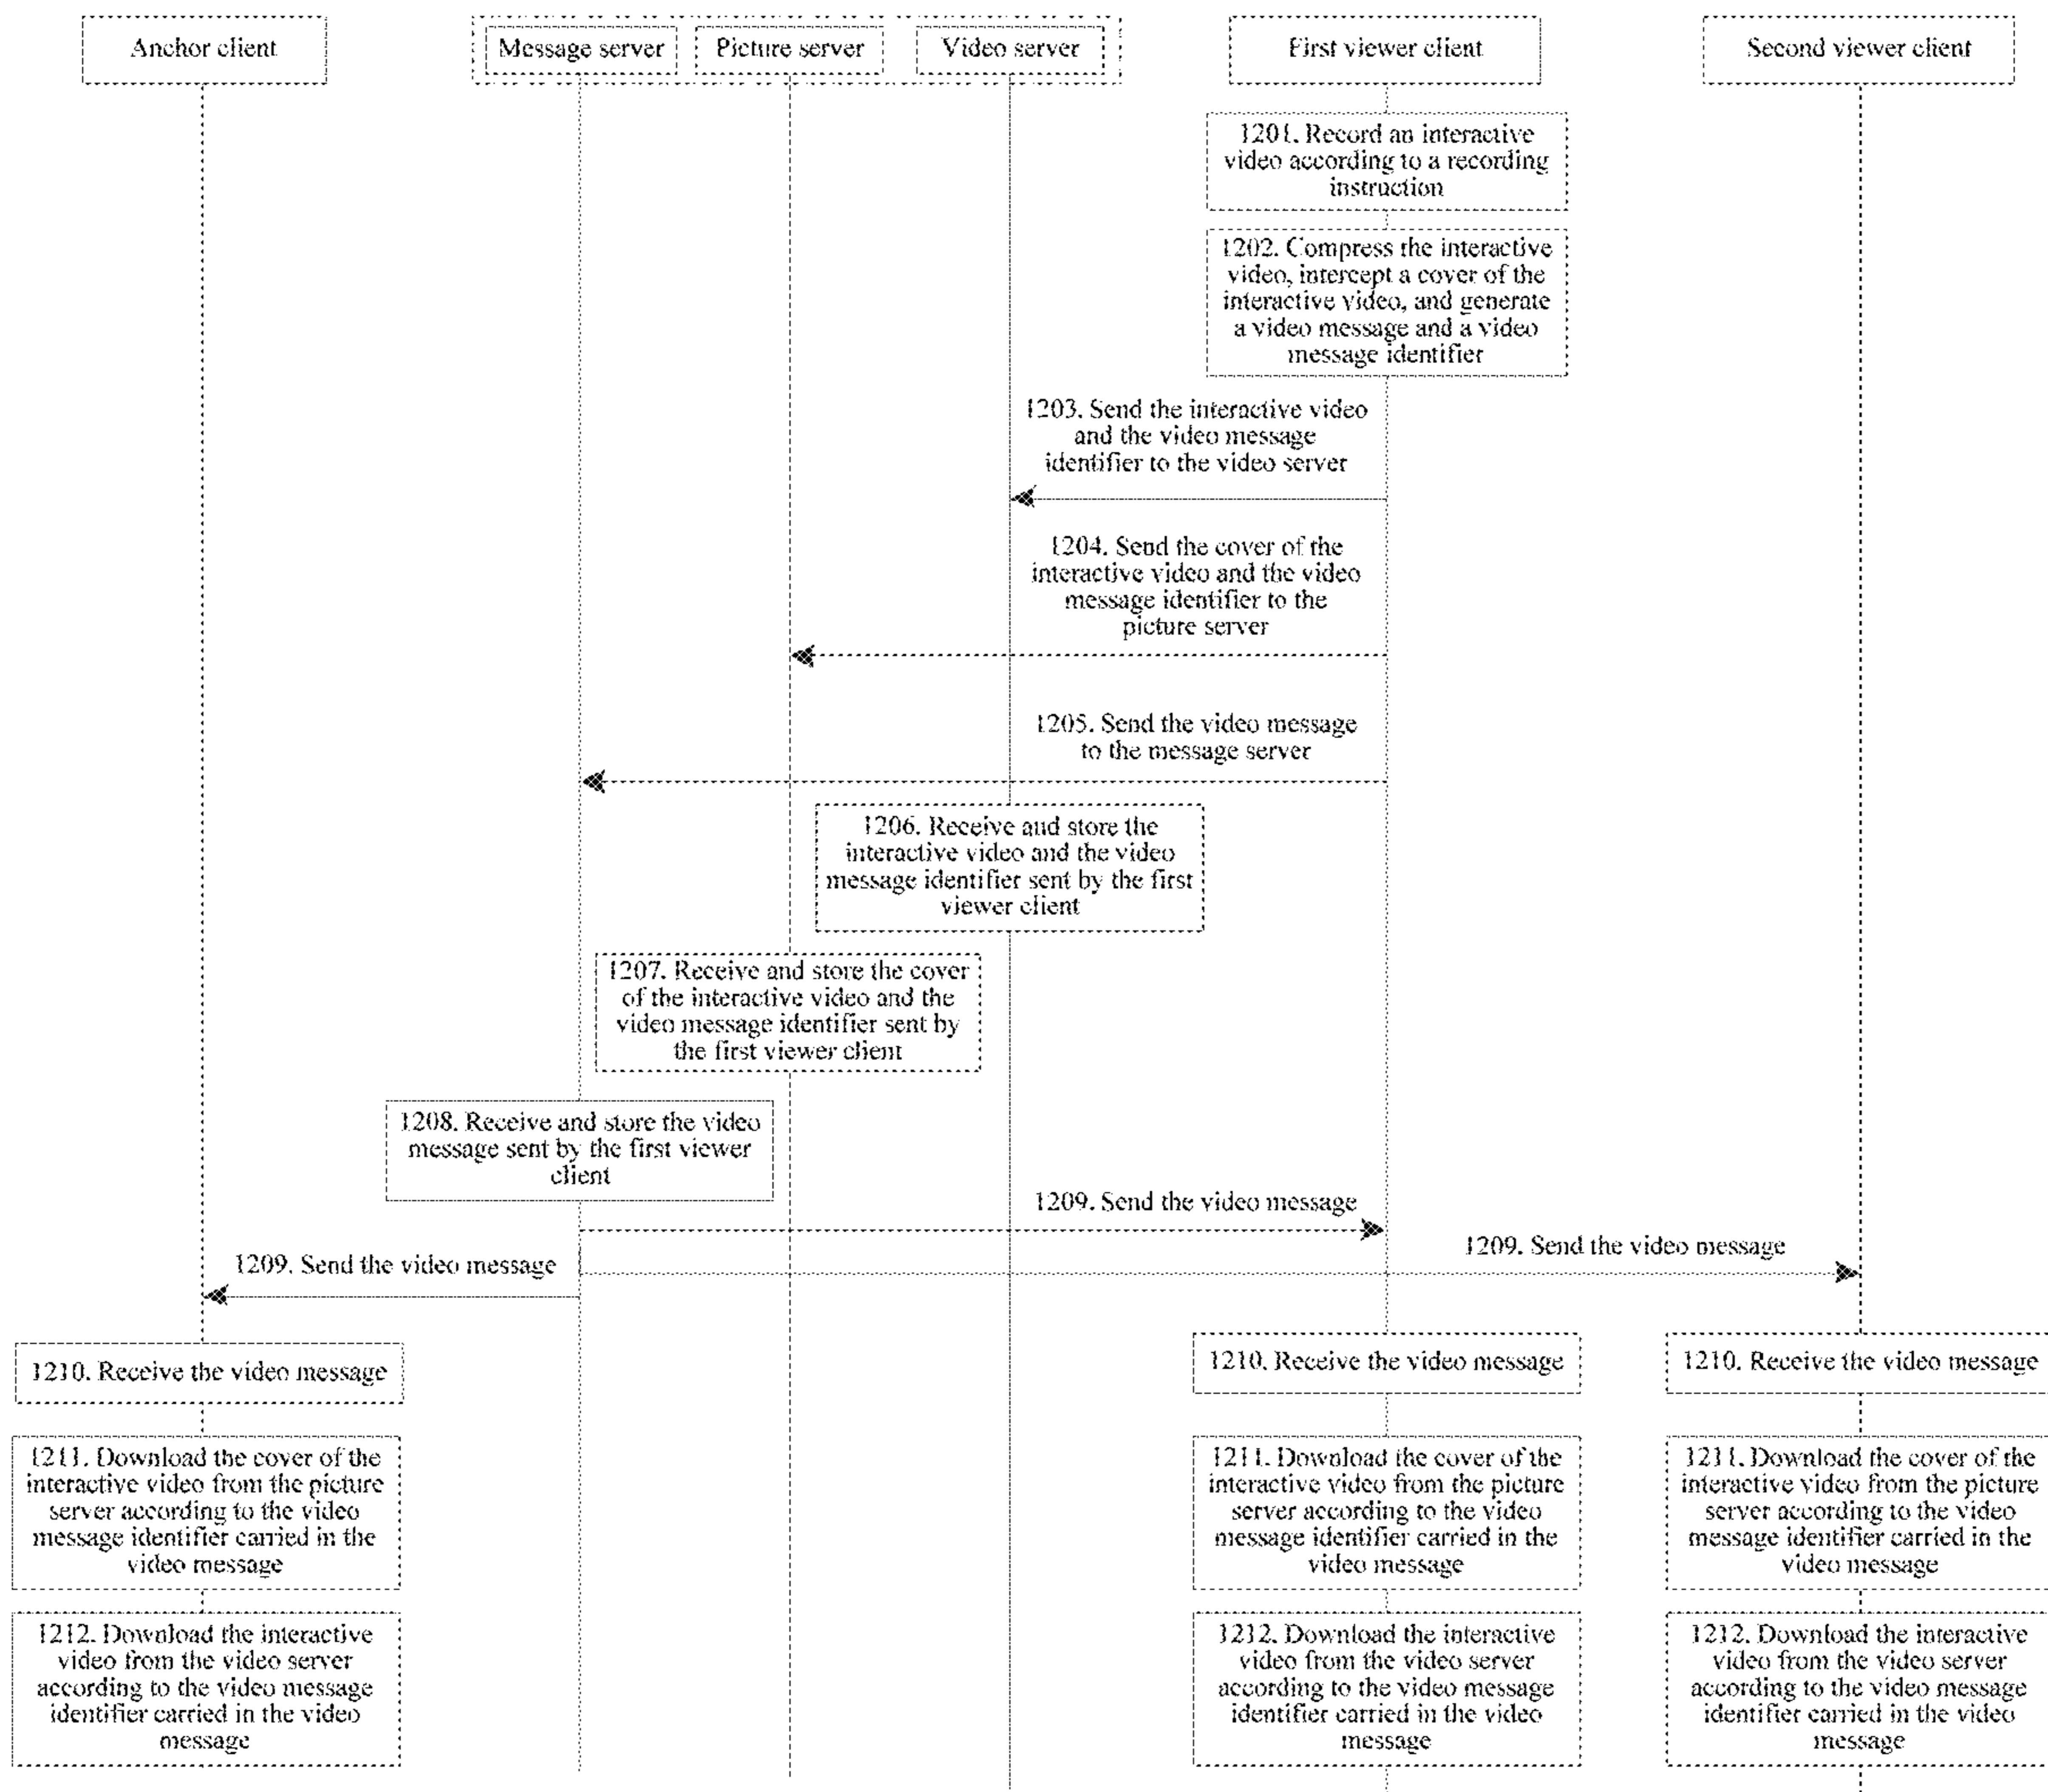 Anchor client
Message server
Picture server
Video server
First viewer client
Second viewer client
1201. Record an interactive
video according to a recording
instruction
1202. Compress the interactive
video, intercept a cover of the
interactive video, and generate
a video message and a video
message identifier
1203. Send the interactive video
and the video message
identifier to the video server
1204. Send the cover of the
interactive video and the video
message identifier to the
picture server
1205. Send the video message
to the message server
1206. Receive and store the
interactive video and the video
message identifier sent by the first
viewer client
1207. Receive and store the cover
of the interactive video and the
video message identifier sent by
the first viewer client
1208. Receive and store the video
message sent by the first viewer
client
1209. Send the video message
1209. Send the video message
1209. Send the video message
1210. Receive the video message
1210. Receive the video message
1210. Receive the video message
1211. Download the cover of the
interactive video from the picture
server according to the video
message identifier carried in the
video message
1211. Download the cover of the
interactive video from the picture
server according to the video
message identifier carried in the
video message
1211. Download the cover of the
interactive video from the picture
server according to the video
message identifier carried in the
video message
1212. Download the interactive
video from the video server
according to the video message
identifier carried in the video
message
1212. Download the interactive
video from the video server
according to the video message
identifier carried in the video
message
1212. Download the interactive
video from the video server
according to the video message
identifier carried in the video
message